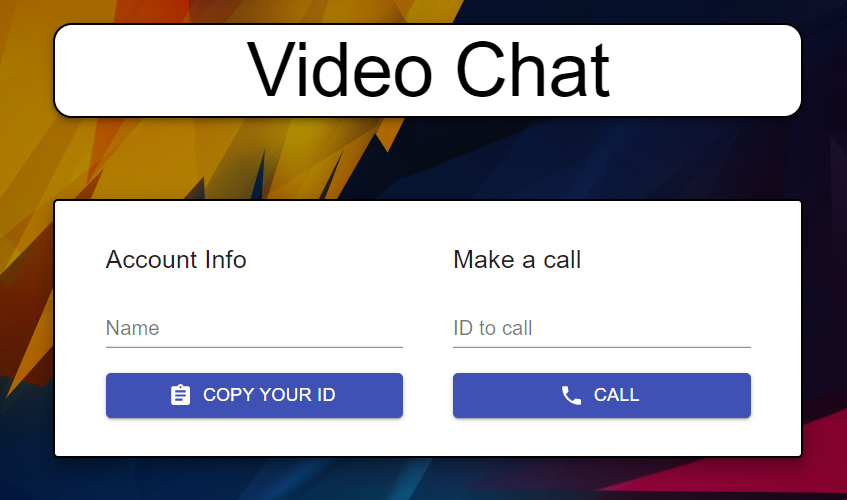 Video Chat
Account Info
Name
COPY YOUR ID
Make a call
ID to call
CALL